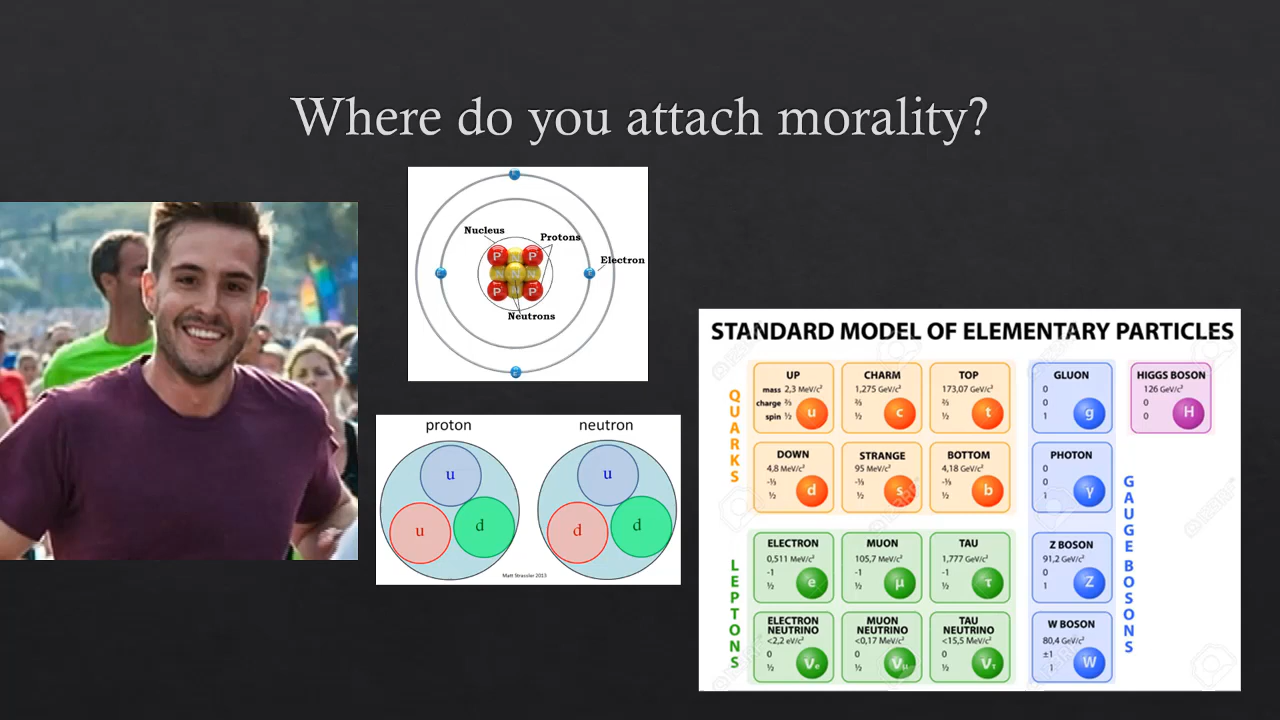 Where do you attach morality?
Nucleus
Protons
Electron
Neutrons
P P
N
N N N
P P
E
E E
E
proton neutron
u u
u d d d
Matt Strassler 2013
STANDARD MODEL OF ELEMENTARY PARTICLES
QUARKS
UP
mass 2,3 MeV/c²
charge ⅔
spin ½
u
CHARM
1,275 GeV/c²
⅔
½
c
TOP
173,07 GeV/c²
⅔
½
t
GLUON
0
0
1
g
HIGGS BOSON
126 GeV/c²
0
0
H
DOWN
4,8 MeV/c²
-⅓
½
d
STRANGE
95 MeV/c²
-⅓
½
s
BOTTOM
4,18 GeV/c²
-⅓
½
b
PHOTON
0
0
1
γ
GAUGE BOSONS
LEPTONS
ELECTRON
0,511 MeV/c²
-1
½
e
MUON
105,7 MeV/c²
-1
½
μ
TAU
1,777 GeV/c²
-1
½
τ
Z BOSON
91,2 GeV/c²
0
1
Z
ELECTRON
NEUTRINO
<2,2 eV/c²
0
½
νe
MUON
NEUTRINO
<0,17 MeV/c²
0
½
νμ
TAU
NEUTRINO
<15,5 MeV/c²
0
½
ντ
W BOSON
80,4 GeV/c²
±1
1
W